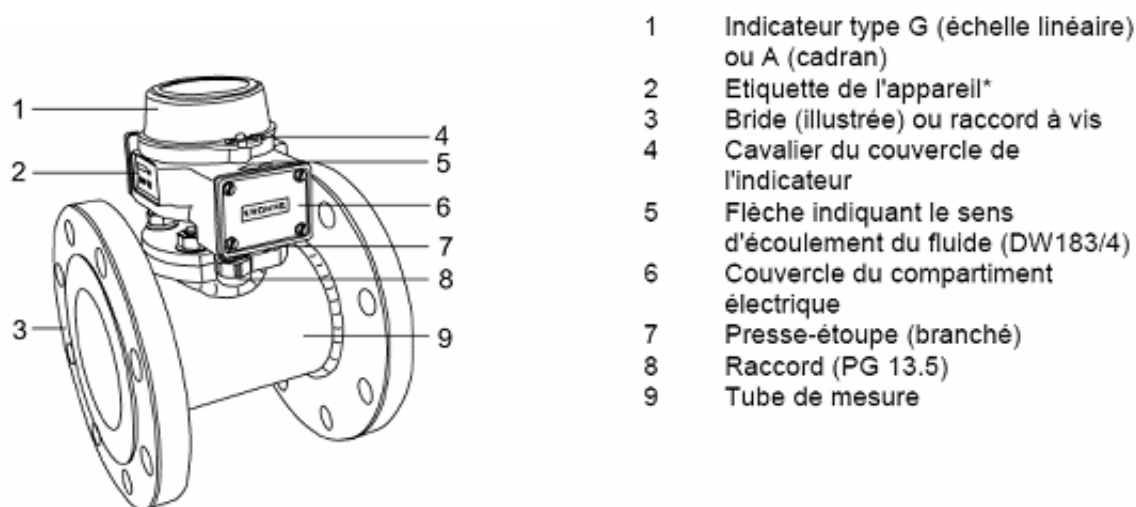 1 Indicateur type G (échelle linéaire)
ou A (cadran)
2 Etiquette de l'appareil*
3 Bride (illustrée) ou raccord à vis
4 Cavalier du couvercle de
l'indicateur
5 Flèche indiquant le sens
d'écoulement du fluide (DW183/4)
6 Couvercle du compartiment
électrique
7 Presse-étoupe (branché)
8 Raccord (PG 13.5)
9 Tube de mesure
1
2
3
4
5
6
7
8
9
KROHNE